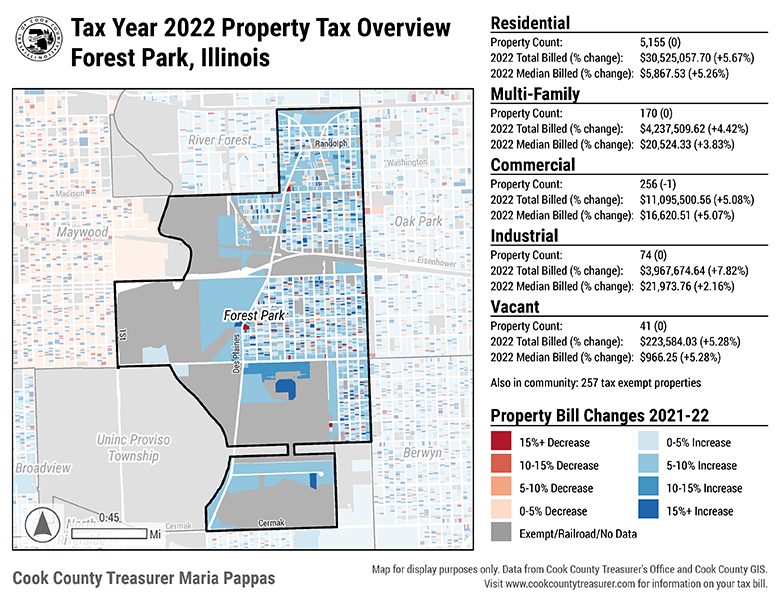 Tax Year 2022 Property Tax Overview
Forest Park, Illinois
Residential
Property Count: 5,155 (0)
2022 Total Billed (% change): $30,525,057.70 (+5.67%)
2022 Median Billed (% change): $5,867.53 (+5.26%)
Multi-Family
Property Count: 170 (0)
2022 Total Billed (% change): $4,237,509.62 (+4.42%)
2022 Median Billed (% change): $20,524.33 (+3.83%)
Commercial
Property Count: 256 (-1)
2022 Total Billed (% change): $11,095,500.56 (+5.08%)
2022 Median Billed (% change): $16,620.51 (+5.07%)
Industrial
Property Count: 74 (0)
2022 Total Billed (% change): $3,967,674.64 (+7.82%)
2022 Median Billed (% change): $21,973.76 (+2.16%)
Vacant
Property Count: 41 (0)
2022 Total Billed (% change): $223,584.03 (+5.28%)
2022 Median Billed (% change): $966.25 (+5.28%)
Also in community: 257 tax exempt properties
Property Bill Changes 2021-22
15%+ Decrease
0-5% Increase
10-15% Decrease
5-10% Increase
5-10% Decrease
10-15% Increase
0-5% Decrease
15%+ Increase
Exempt/Railroad/No Data
River Forest
Randolph
Washington
Madison
Maywood
Oak Park
Eisenhower
Forest Park
1ST
Des Plaines
Uninc Proviso
Township
Broadview
Berwyn
North
Riverside
0:45
Mi
Cermak
Cermak
Cook County Treasurer Maria Pappas
Map for display purposes only. Data from Cook County Treasurer's Office and Cook County GIS.
Visit www.cookcountytreasurer.com for information on your tax bill.